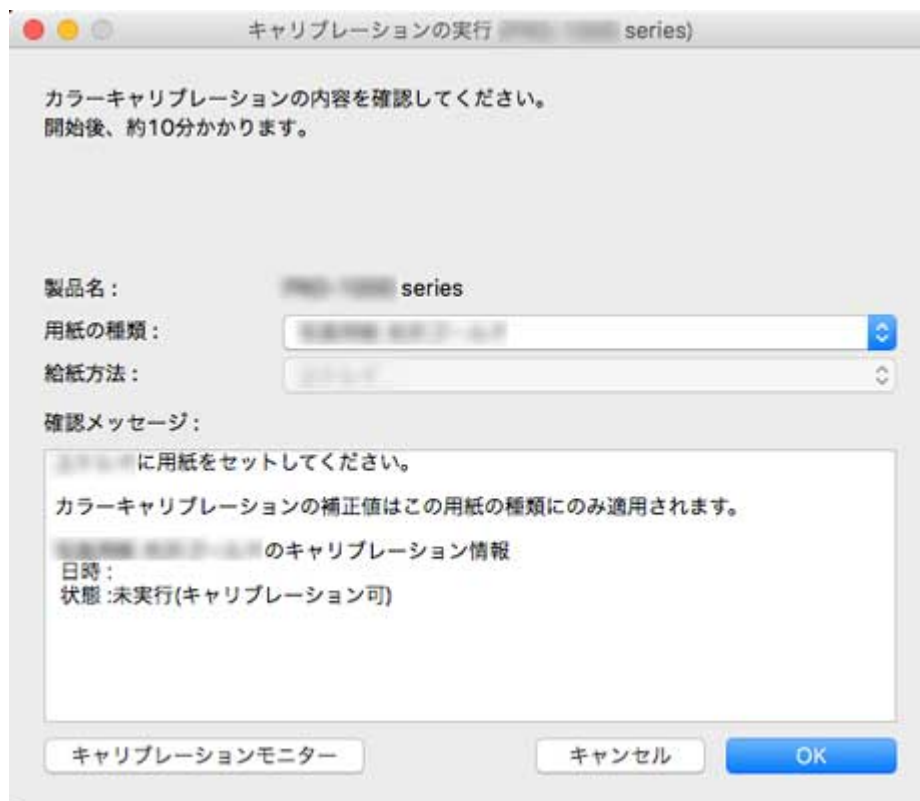 キャリブレーションの実行 series)
カラーキャリブレーションの内容を確認してください。
開始後、約10分かかります。
製品名： series
用紙の種類：
給紙方法：
確認メッセージ：
に用紙をセットしてください。
カラーキャリブレーションの補正値はこの用紙の種類にのみ適用されます。
のキャリブレーション情報
日時：
状態 :未実行(キャリブレーション可)
キャリブレーションモニター キャンセル OK